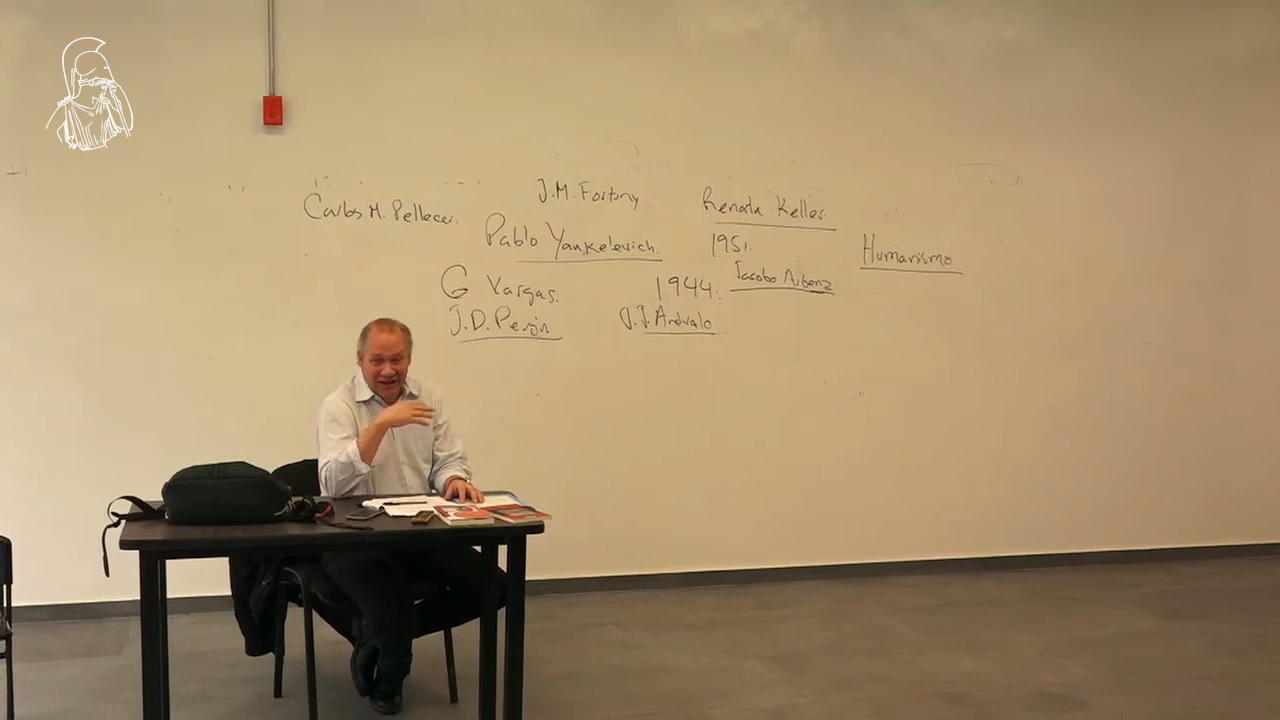 Carlos M. Pellecer.
J.M. Fortuny
Renata Keller.
Pablo Yankelevich.
1951.
Humanismo
G Vargas.
1944.
Jacobo Arbenz
J.D. Perón
J.J. Arévalo